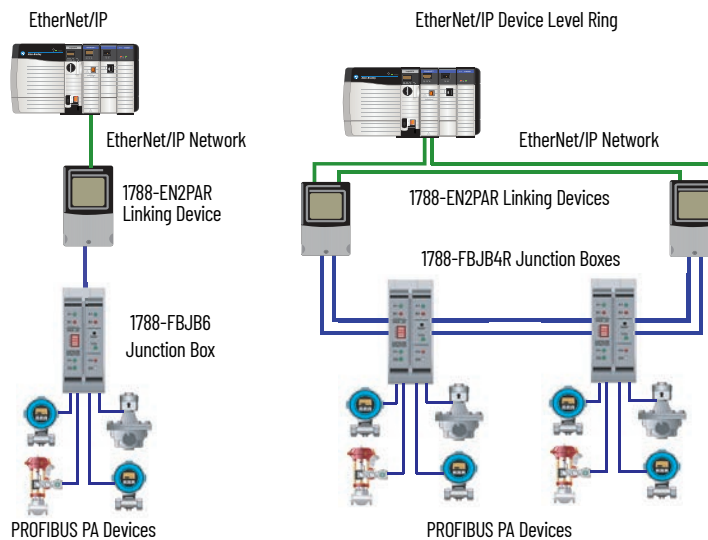 EtherNet/IP
EtherNet/IP Network
1788-EN2PAR
Linking Device
1788-FBJB6
Junction Box
PROFIBUS PA Devices
EtherNet/IP Device Level Ring
EtherNet/IP Network
1788-EN2PAR Linking Devices
1788-FBJB4R Junction Boxes
PROFIBUS PA Devices